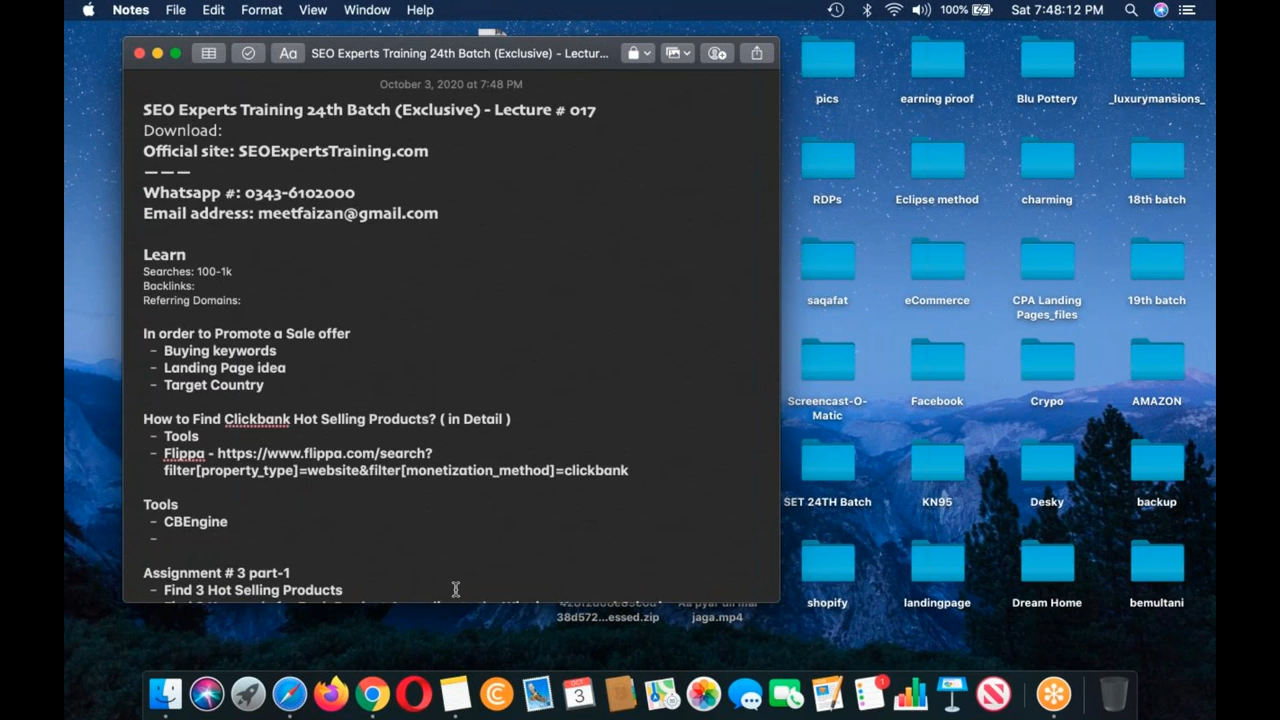 Notes File Edit Format View Window Help 100% Sat 7:48:12 PM
Aa SEO Experts Training 24th Batch (Exclusive) - Lectur...
October 3, 2020 at 7:48 PM
SEO Experts Training 24th Batch (Exclusive) - Lecture # 017
Download:
Official site: SEOExpertsTraining.com
———
Whatsapp #: 0343-6102000
Email address: meetfaizan@gmail.com
Learn
Searches: 100-1k
Backlinks:
Referring Domains:
In order to Promote a Sale offer
- Buying keywords
- Landing Page idea
- Target Country
How to Find Clickbank Hot Selling Products? ( in Detail )
- Tools
- Flippa - https://www.flippa.com/search?
filter[property_type]=website&filter[monetization_method]=clickbank
Tools
- CBEngine
-
Assignment # 3 part-1
- Find 3 Hot Selling Products
pics earning proof Blu Pottery _luxurymansions_
RDPs Eclipse method charming 18th batch
saqafat eCommerce CPA Landing 19th batch
Pages_files
Screencast-O- Facebook Crypo AMAZON
Matic
SET 24TH Batch KN95 Desky backup
shopify landingpage Dream Home bemultani
38d572...essed.zip jaga.mp4
OCT
3
1